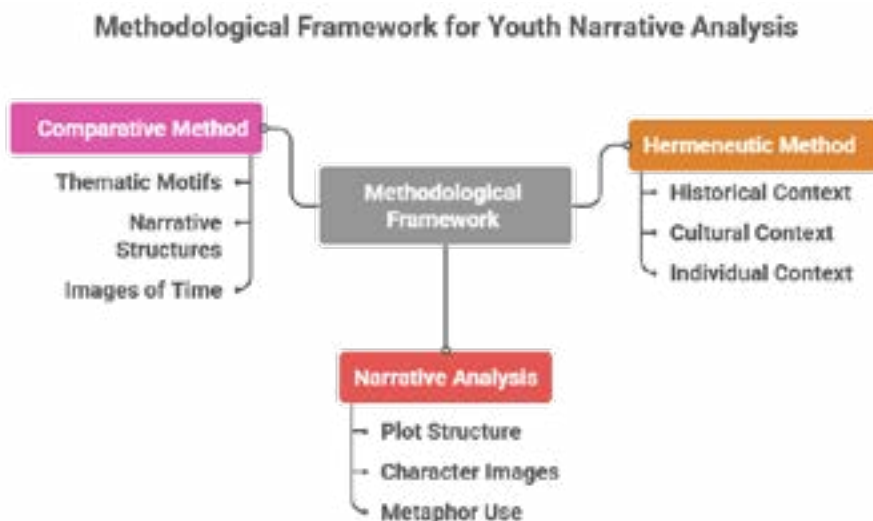 Methodological Framework for Youth Narrative Analysis
Comparative Method
Thematic Motifs
Narrative
Structures
Images of Time
Methodological
Framework
Hermeneutic Method
Historical Context
Cultural Context
Individual Context
Narrative Analysis
Plot Structure
Character Images
Metaphor Use